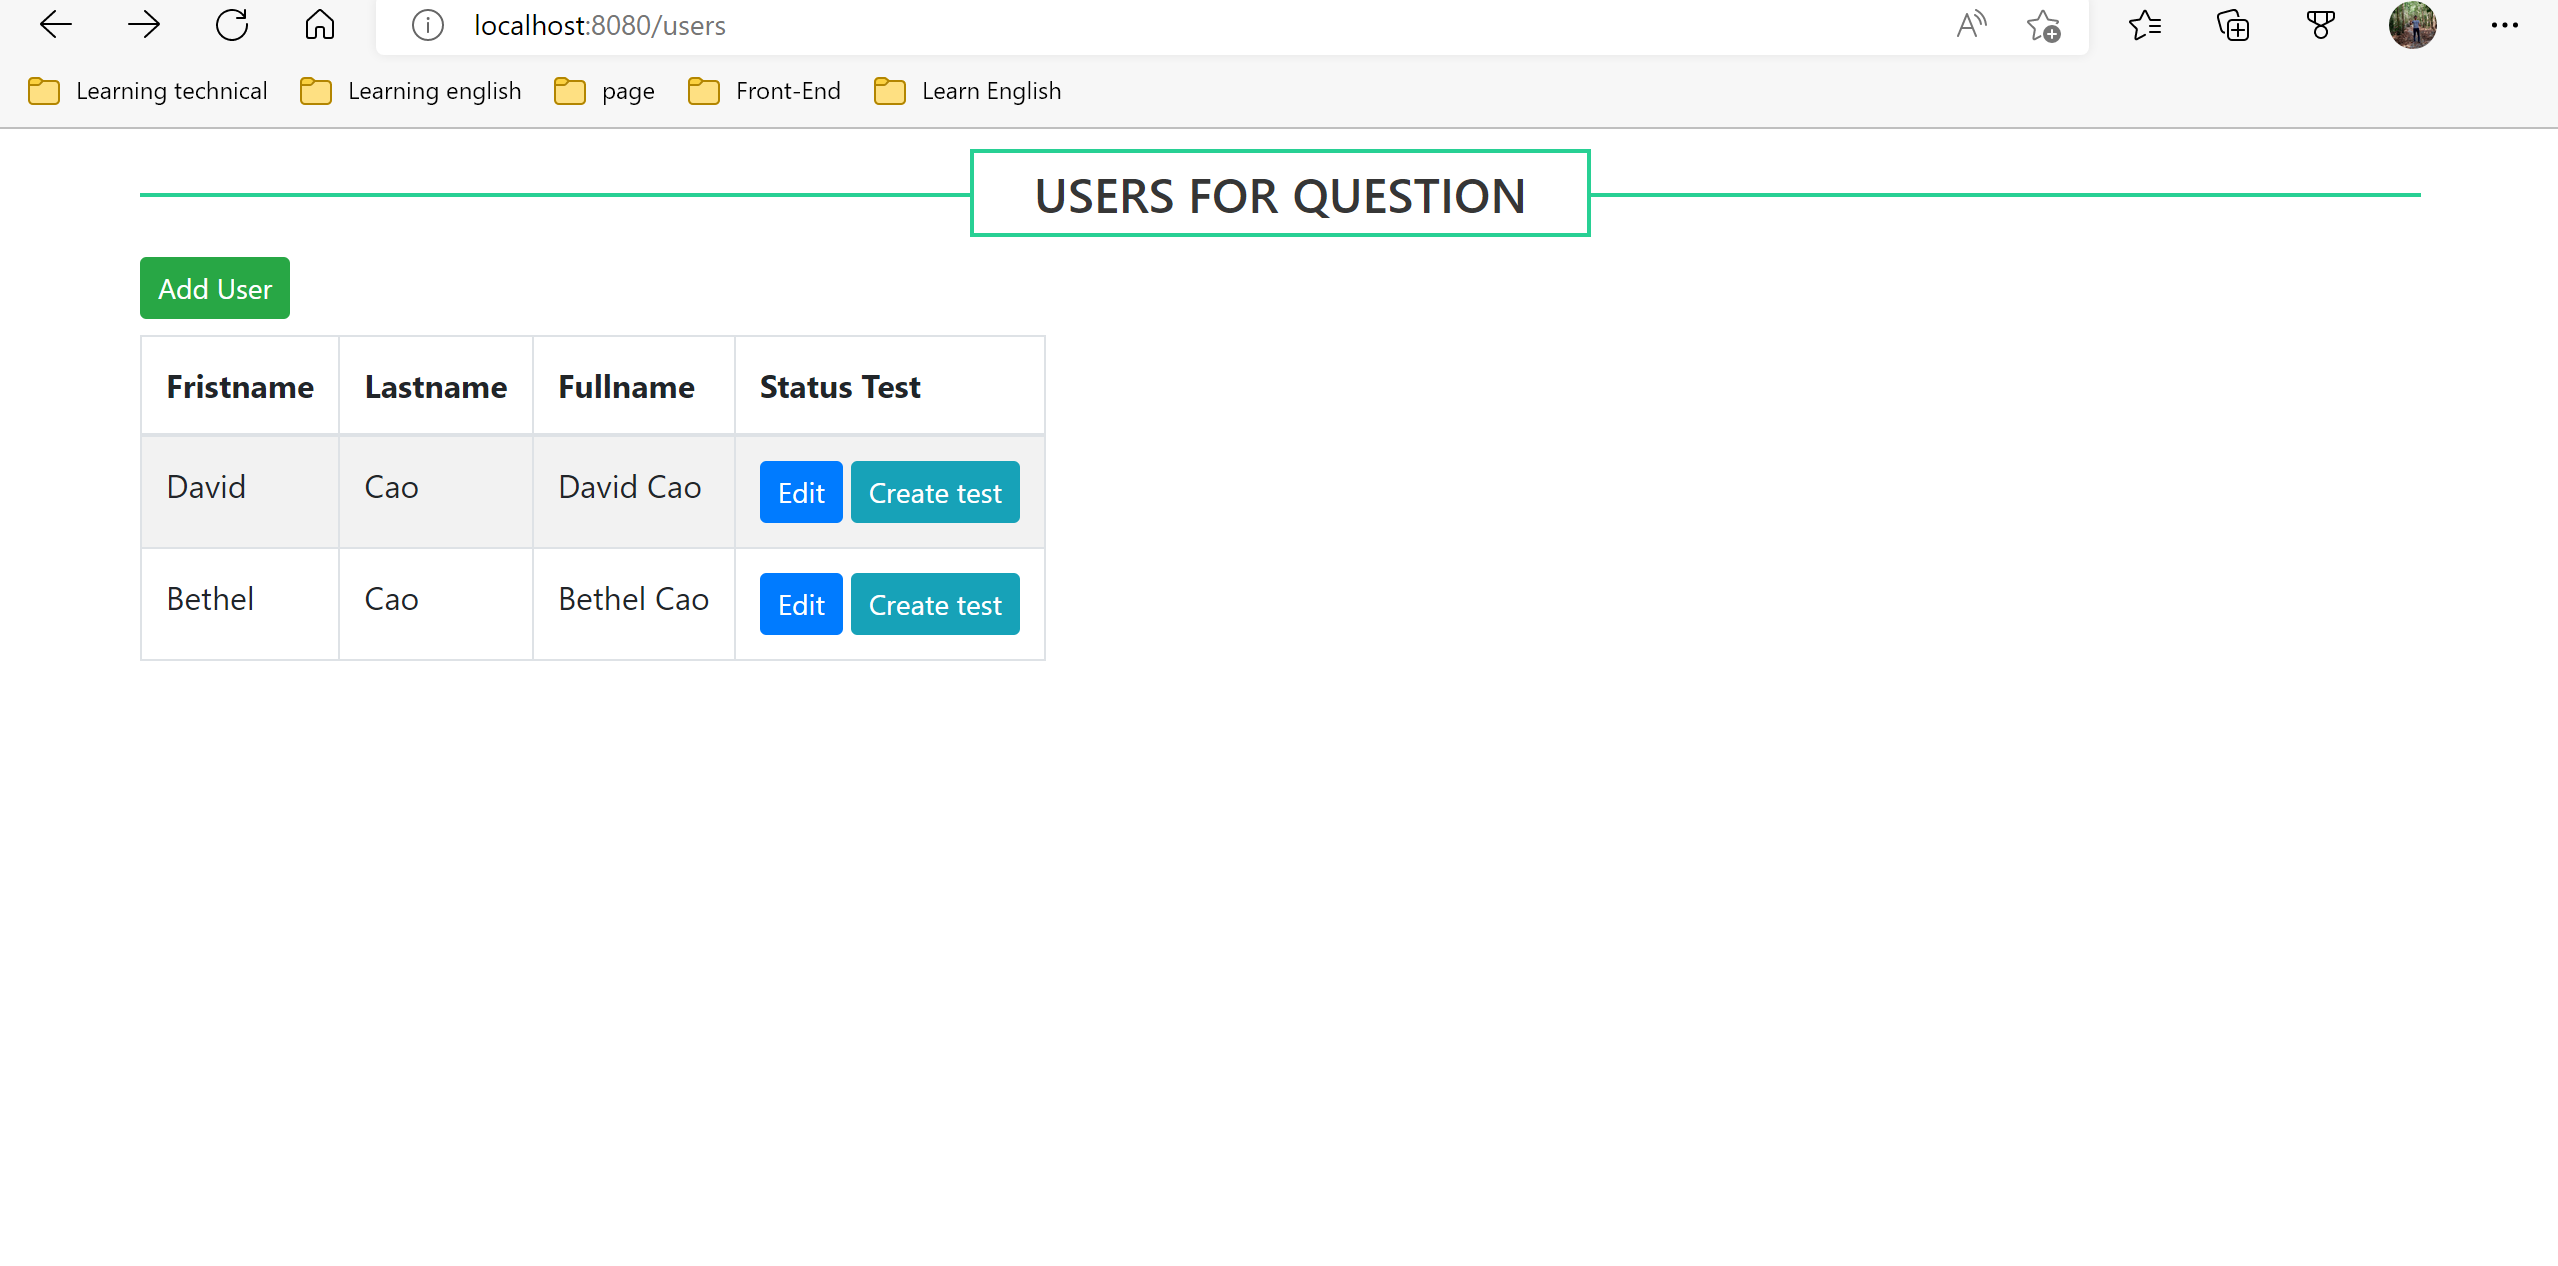 localhost:8080/users
Learning technical Learning english page Front-End Learn English
USERS FOR QUESTION
Add User
Fristname Lastname Fullname Status Test
David Cao David Cao Edit Create test
Bethel Cao Bethel Cao Edit Create test